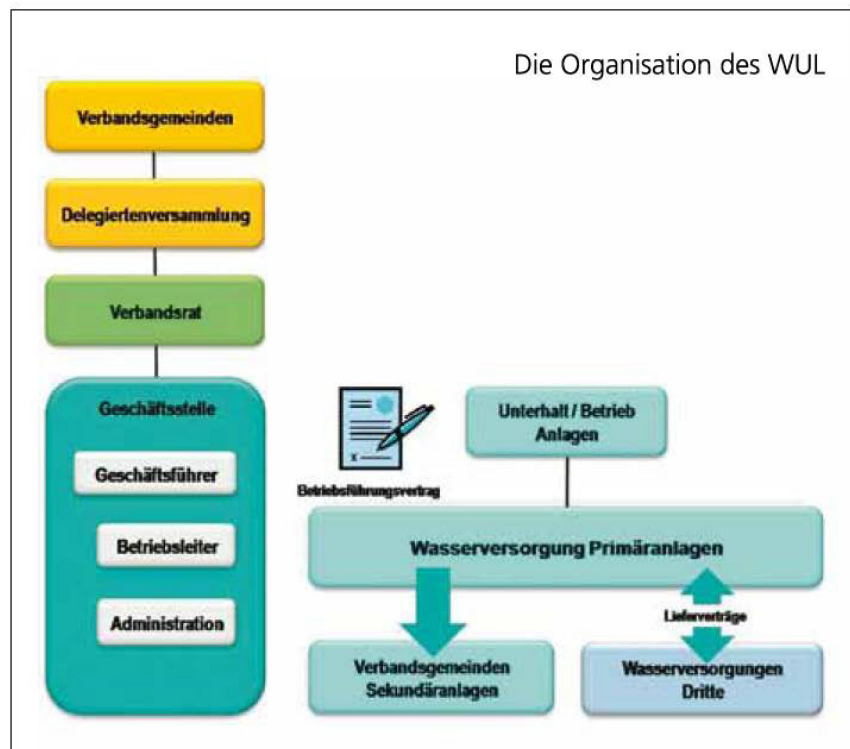 Die Organisation des WUL
Verbandsgemeinden
Delegiertenversammlung
Verbandsrat
Geschäftsstelle
Geschäftsführer
Betriebsleiter
Administration
Unterhalt / Betrieb
Anlagen
x
Betriebsführungsvertrag
Wasserversorgung Primäranlagen
Lieferverträge
Verbandsgemeinden
Sekundäranlagen
Wasserversorgungen
Dritte